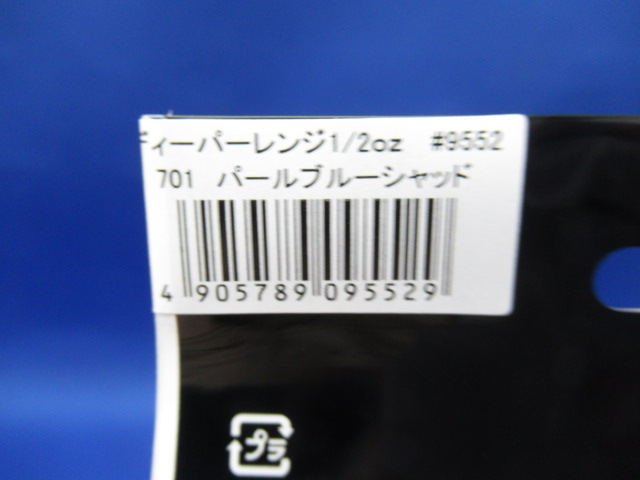 ディーパーレンジ1/2oz #9552
701 パールブルーシャッド
4 905789 095529
プラ